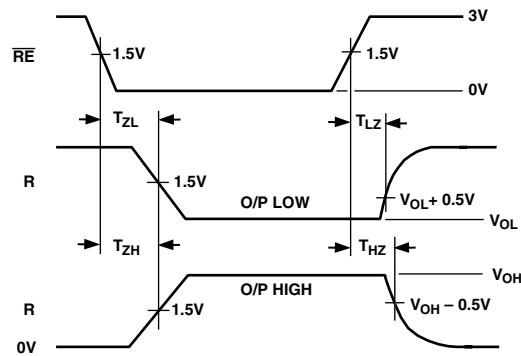 3V
RE
1.5V
1.5V
0V
TZL
TLZ
R
1.5V
O/P LOW
VOL + 0.5V
VOL
TZH
THZ
VOH
O/P HIGH
R
1.5V
VOH – 0.5V
0V